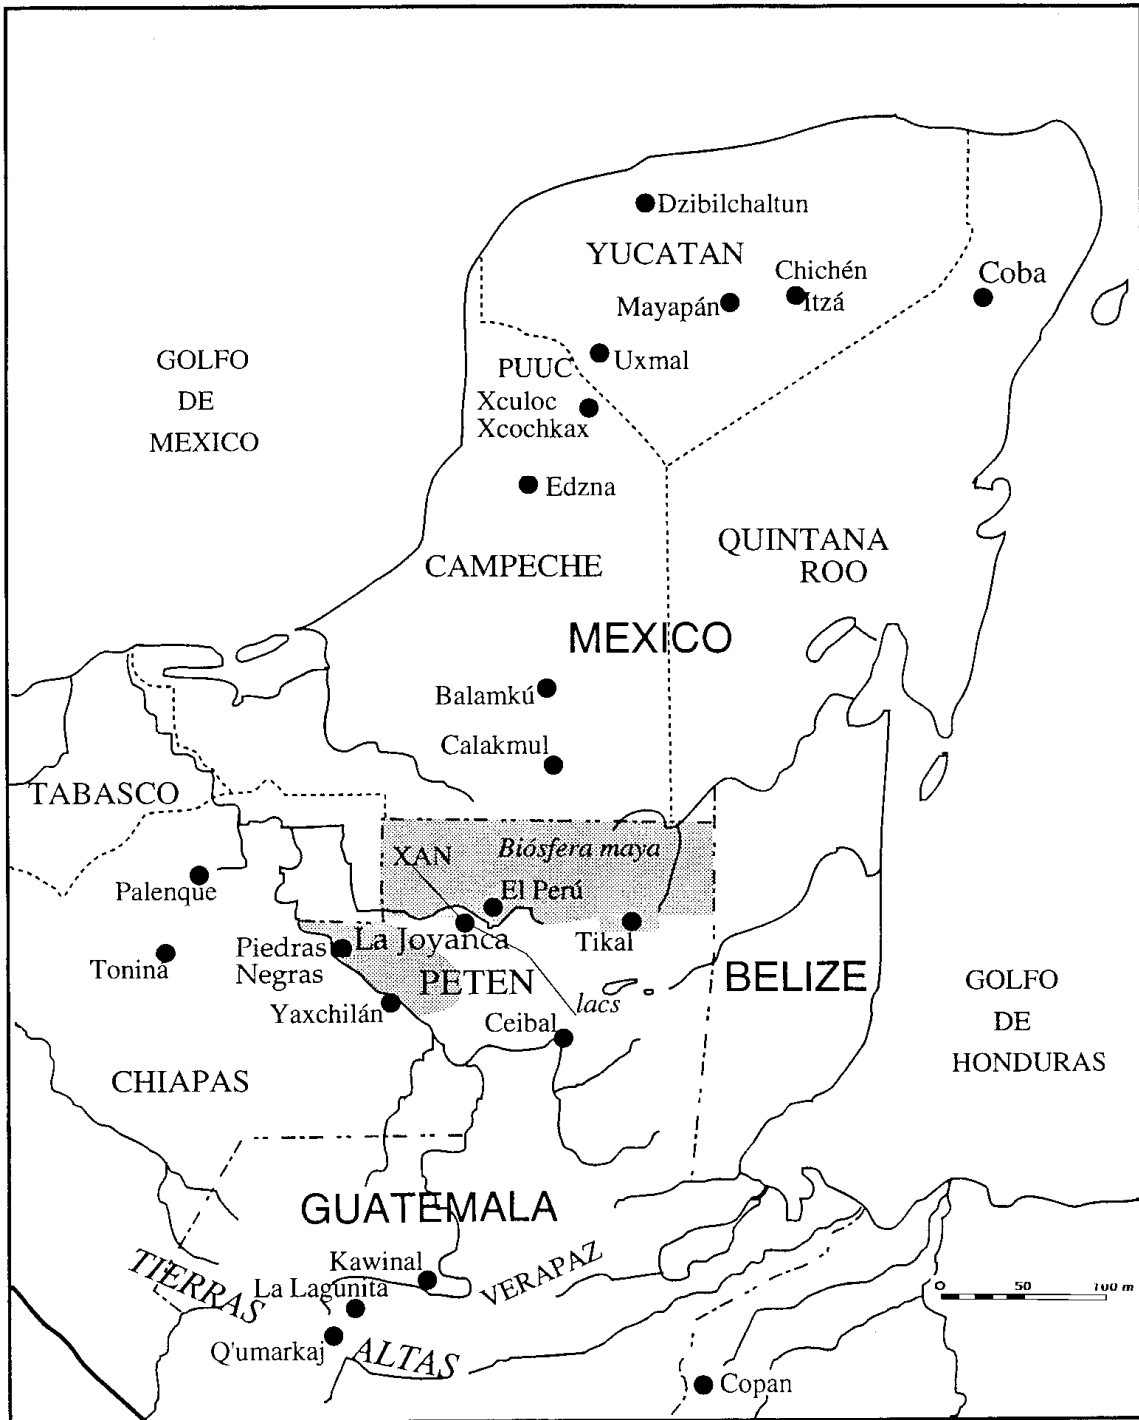 Dzibilchaltun
YUCATAN
Chichén
Itzá
Coba
Mayapán
GOLFO
DE
MEXICO
PUUC
Uxmal
Xculoc
Xcochkax
Edzna
CAMPECHE
QUINTANA
ROO
MEXICO
Balamkú
Calakmul
TABASCO
XAN
Biósfera maya
Palenque
El Perú
Tikal
La Joyanca
Piedras
Negras
Tonina
PETEN
BELIZE
Yaxchilán
lacs
Ceibal
GOLFO
DE
HONDURAS
CHIAPAS
GUATEMALA
Kawinal
VERAPAZ
TIERRAS
La Lagunita
0 50 100 m
Q'umarkaj
ALTAS
Copan